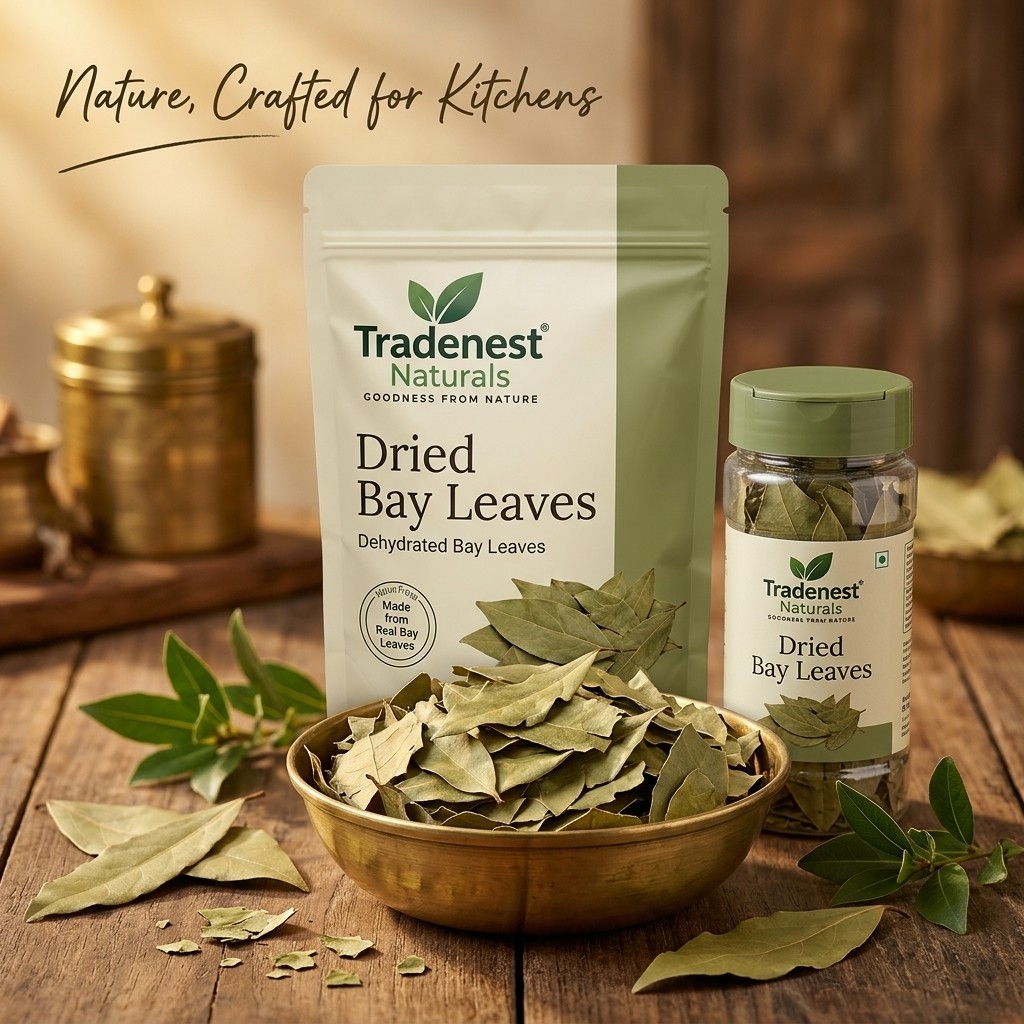 Nature, Crafted for Kitchens
Tradenest
Naturals
GOODNESS FROM NATURE
Dried
Bay Leaves
Dehydrated Bay Leaves
Made
from
Real Bay
Leaves
Tradenest
Naturals
Dried
Bay Leaves